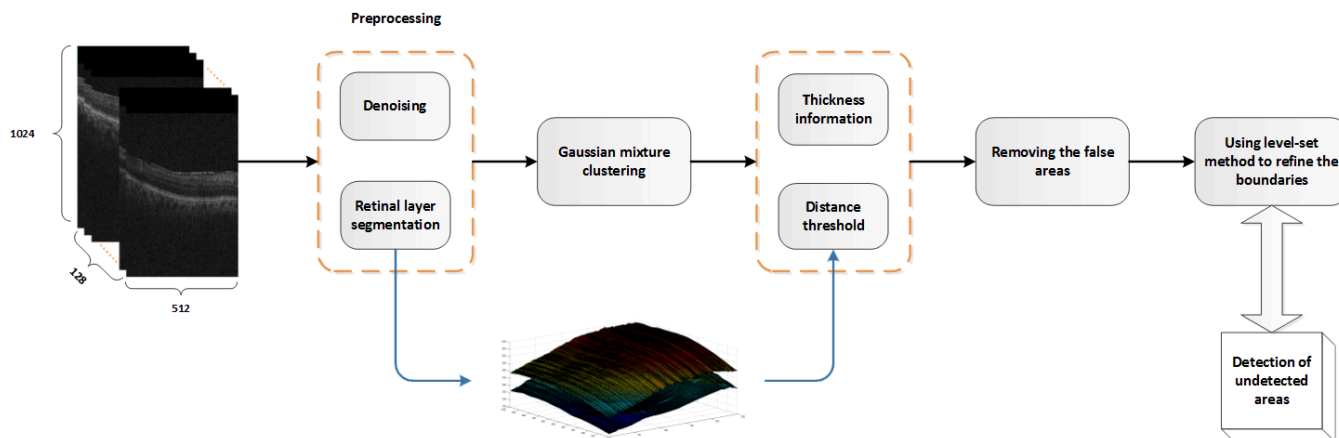 Preprocessing
1024
128
512
Denoising
Retinal layer
segmentation
Gaussian mixture
clustering
Thickness
information
Distance
threshold
Removing the false
areas
Using level-set
method to refine the
boundaries
Detection of
undetected
areas